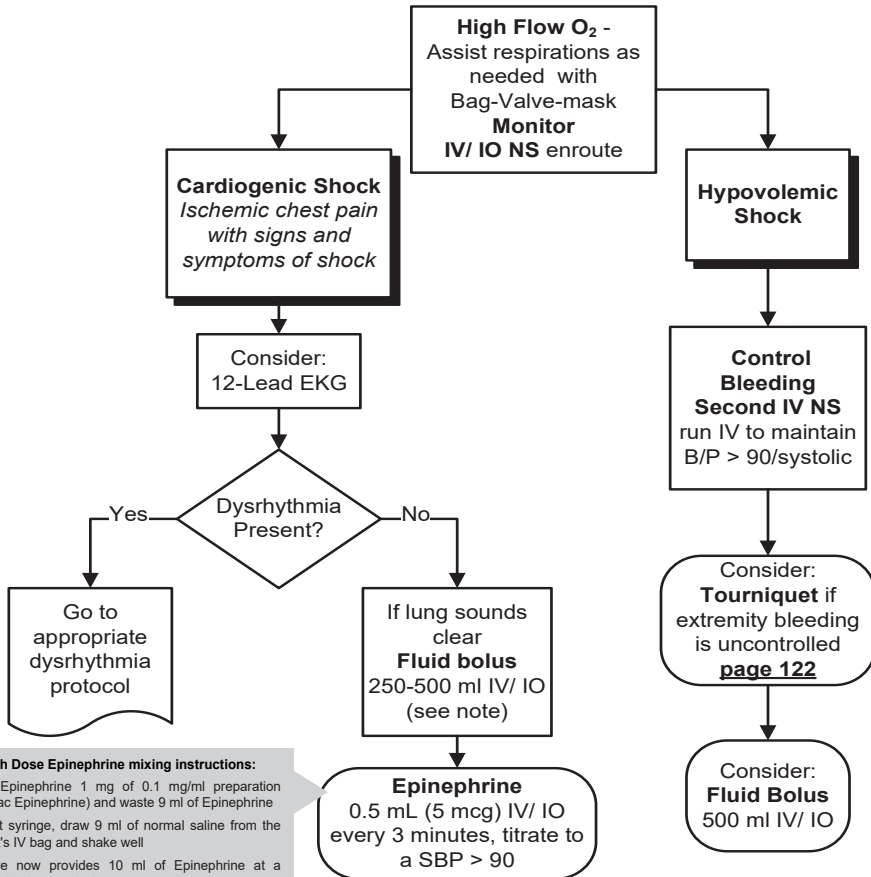 High Flow O₂ -
Assist respirations as
needed with
Bag-Valve-mask
Monitor
IV/ IO NS enroute
Cardiogenic Shock
Ischemic chest pain
with signs and
symptoms of shock
Hypovolemic
Shock
Consider:
12-Lead EKG
Control
Bleeding
Second IV NS
run IV to maintain
B/P > 90/systolic
Dysrhythmia
Present?
Yes
No
Go to
appropriate
dysrhythmia
protocol
If lung sounds
clear
Fluid bolus
250-500 ml IV/ IO
(see note)
Consider:
Tourniquet if
extremity bleeding
is uncontrolled
page 122
Dose Epinephrine mixing instructions:
Epinephrine 1 mg of 0.1 mg/ml preparation
Epinephrine) and waste 9 ml of Epinephrine
syringe, draw 9 ml of normal saline from the
IV bag and shake well
now provides 10 ml of Epinephrine at a
Epinephrine
0.5 mL (5 mcg) IV/ IO
every 3 minutes, titrate to
a SBP > 90
Consider:
Fluid Bolus
500 ml IV/ IO